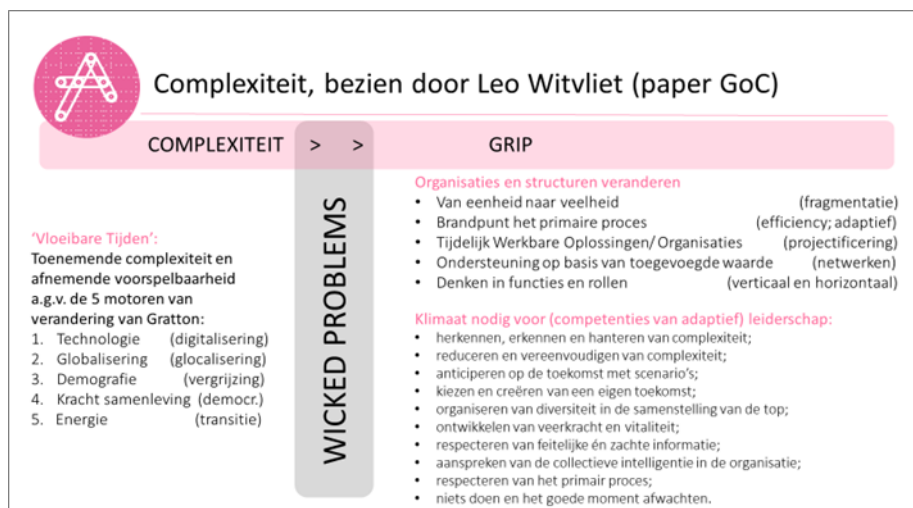 Complexiteit, bezien door Leo Witvliet (paper GoC)
COMPLEXITEIT > > GRIP
WICKED PROBLEMS
'Vloeibare Tijden':
Toenemende complexiteit en
afnemende voorspelbaarheid
a.g.v. de 5 motoren van
verandering van Gratton:
1. Technologie (digitalisering)
2. Globalisering (glocalisering)
3. Demografie (vergrijzing)
4. Kracht samenleving (democr.)
5. Energie (transitie)
Organisaties en structuren veranderen
• Van eenheid naar veelheid (fragmentatie)
• Brandpunt het primaire proces (efficiency; adaptief)
• Tijdelijk Werkbare Oplossingen/ Organisaties (projectificering)
• Ondersteuning op basis van toegevoegde waarde (netwerken)
• Denken in functies en rollen (verticaal en horizontaal)
Klimaat nodig voor (competenties van adaptief) leiderschap:
• herkennen, erkennen en hanteren van complexiteit;
• reduceren en vereenvoudigen van complexiteit;
• anticiperen op de toekomst met scenario's;
• kiezen en creëren van een eigen toekomst;
• organiseren van diversiteit in de samenstelling van de top;
• ontwikkelen van veerkracht en vitaliteit;
• respecteren van feitelijke én zachte informatie;
• aanspreken van de collectieve intelligentie in de organisatie;
• respecteren van het primair proces;
• niets doen en het goede moment afwachten.